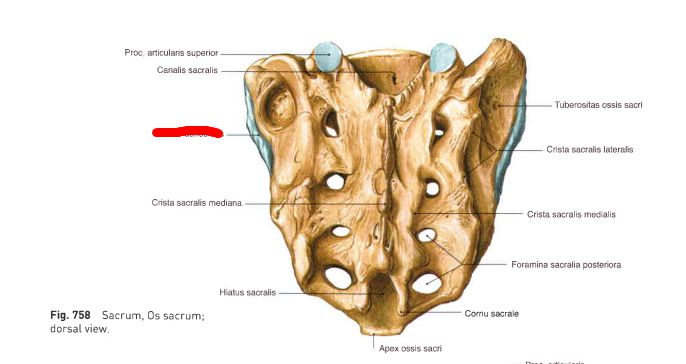 Proc, articularis superior
Canalis sacralis
Tuberositas ossis sacri
Crista sacralis lateralis
Crista sacralis mediana
Crista sacralis medialis
Foramina sacralia posteriora
Hiatus sacralis
Cornu sacrale
Fig. 758 Sacrum, Os sacrum;
dorsal view.
Apex ossis sacri